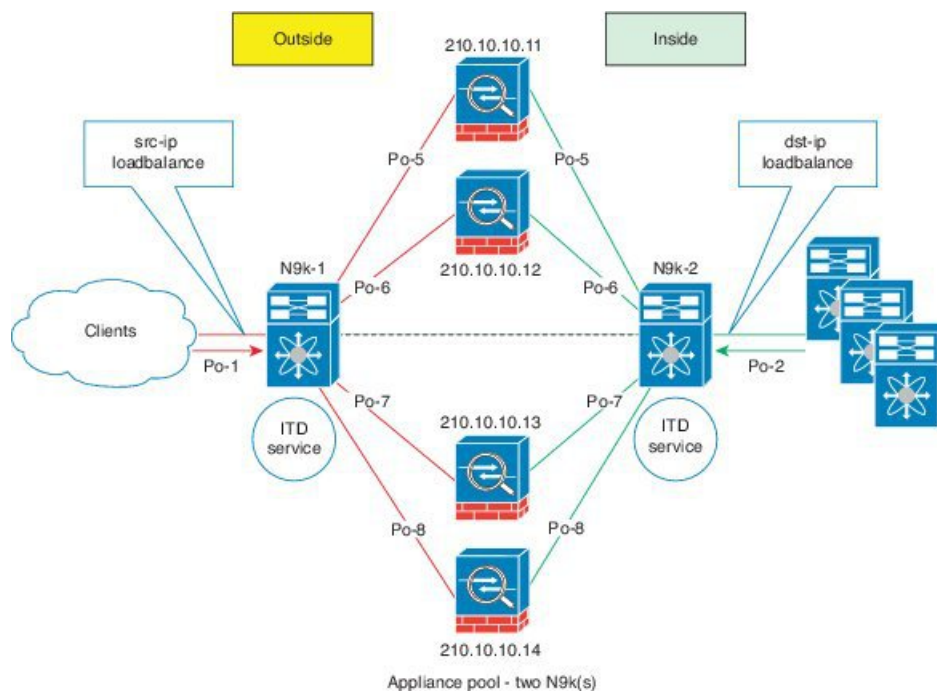 Outside
210.10.10.11
Inside
src-ip
loadbalance
Po-5
Po-5
dst-ip
loadbalance
N9k-1
Po-6
210.10.10.12
Po-6
N9k-2
Clients
Po-1
Po-2
ITD
service
Po-7
210.10.10.13
Po-7
ITD
service
Po-8
Po-8
210.10.10.14
Appliance pool - two N9k(s)